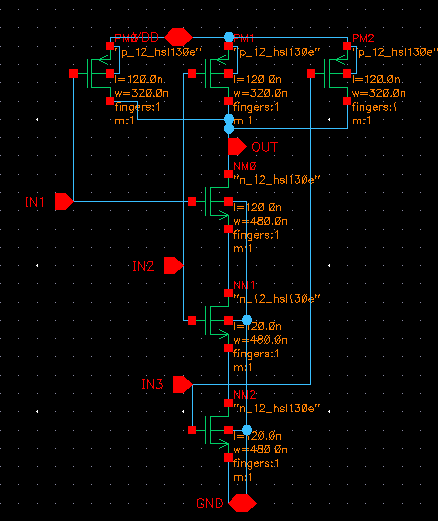 VDD
PM1
PM2
"p_12_hsl130e"
"p_12_hsl130e"
"p_12_hsl130e"
l=120.0n
l=120.0n
l=120.0n
w=320.0n
w=320.0n
w=320.0n
fingers:1
fingers:1
fingers:1
m:1
m:1
m:1
OUT
NM0
"n_12_hsl130e"
IN1
l=120.0n
w=480.0n
fingers:1
m:1
IN2
NM1
"n_12_hsl130e"
l=120.0n
w=480.0n
fingers:1
m:1
IN3
NM2
"n_12_hsl130e"
l=120.0n
w=480.0n
fingers:1
m:1
GND